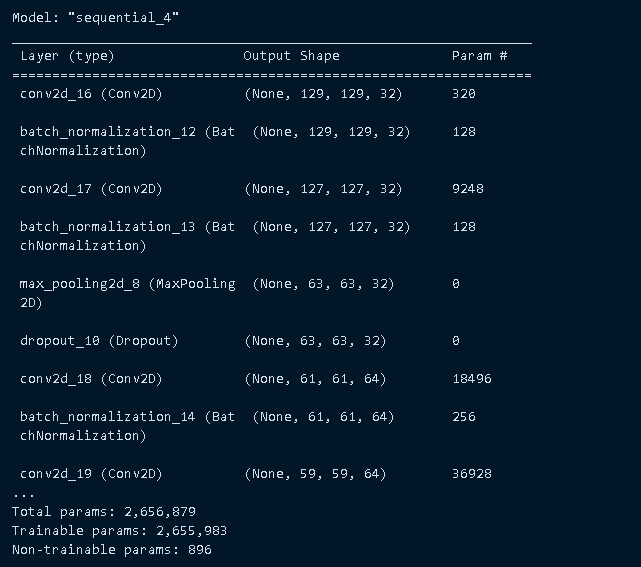 Model: "sequential_4"
_________________________________________________________________
Layer (type) Output Shape Param #
=================================================================
conv2d_16 (Conv2D) (None, 129, 129, 32) 320
batch_normalization_12 (Bat (None, 129, 129, 32) 128
chNormalization)
conv2d_17 (Conv2D) (None, 127, 127, 32) 9248
batch_normalization_13 (Bat (None, 127, 127, 32) 128
chNormalization)
max_pooling2d_8 (MaxPooling (None, 63, 63, 32) 0
2D)
dropout_10 (Dropout) (None, 63, 63, 32) 0
conv2d_18 (Conv2D) (None, 61, 61, 64) 18496
batch_normalization_14 (Bat (None, 61, 61, 64) 256
chNormalization)
conv2d_19 (Conv2D) (None, 59, 59, 64) 36928
...
Total params: 2,656,879
Trainable params: 2,655,983
Non-trainable params: 896